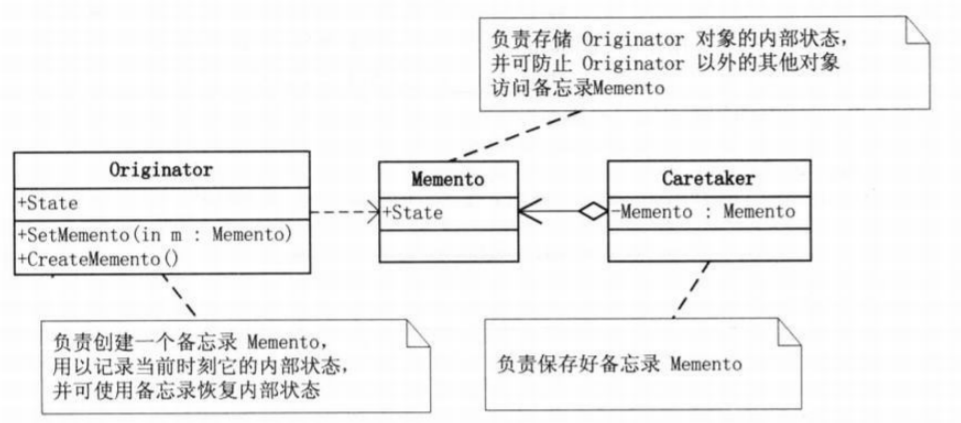 负责存储 Originator 对象的内部状态，
并可防止 Originator 以外的其他对象
访问备忘录Memento
Originator
+State
+SetMemento(in m : Memento)
+CreateMemento()
Memento
+State
Caretaker
-Memento : Memento
负责创建一个备忘录 Memento，
用以记录当前时刻它的内部状态，
并可使用备忘录恢复内部状态
负责保存好备忘录 Memento